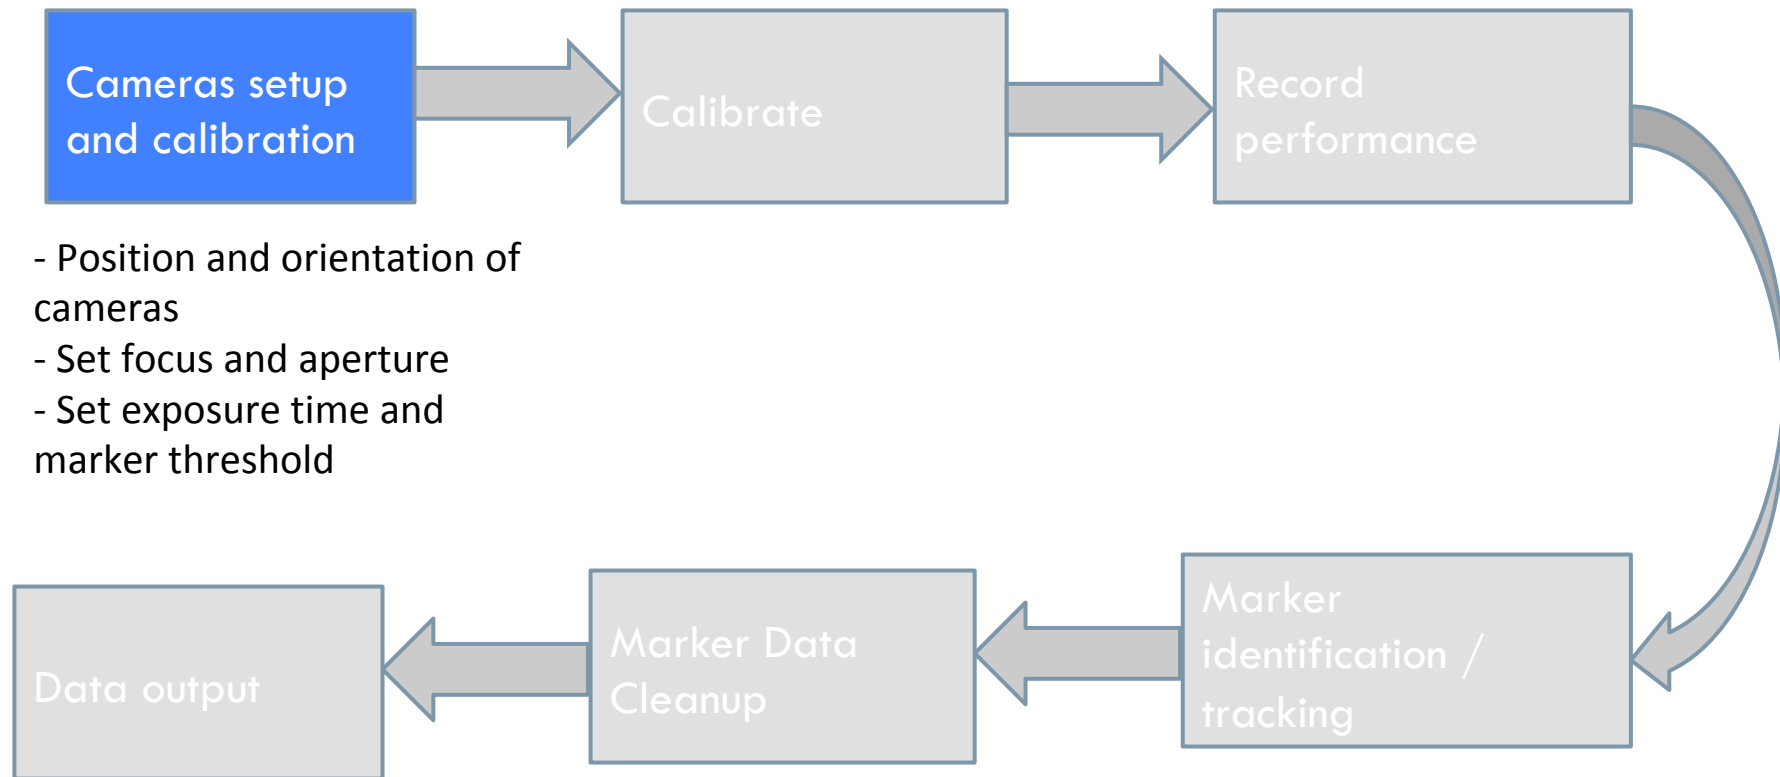 Cameras setup
and calibration
Calibrate
Record
performance
- Position and orientation of
cameras
- Set focus and aperture
- Set exposure time and
marker threshold
Marker
identification /
tracking
Marker Data
Cleanup
Data output